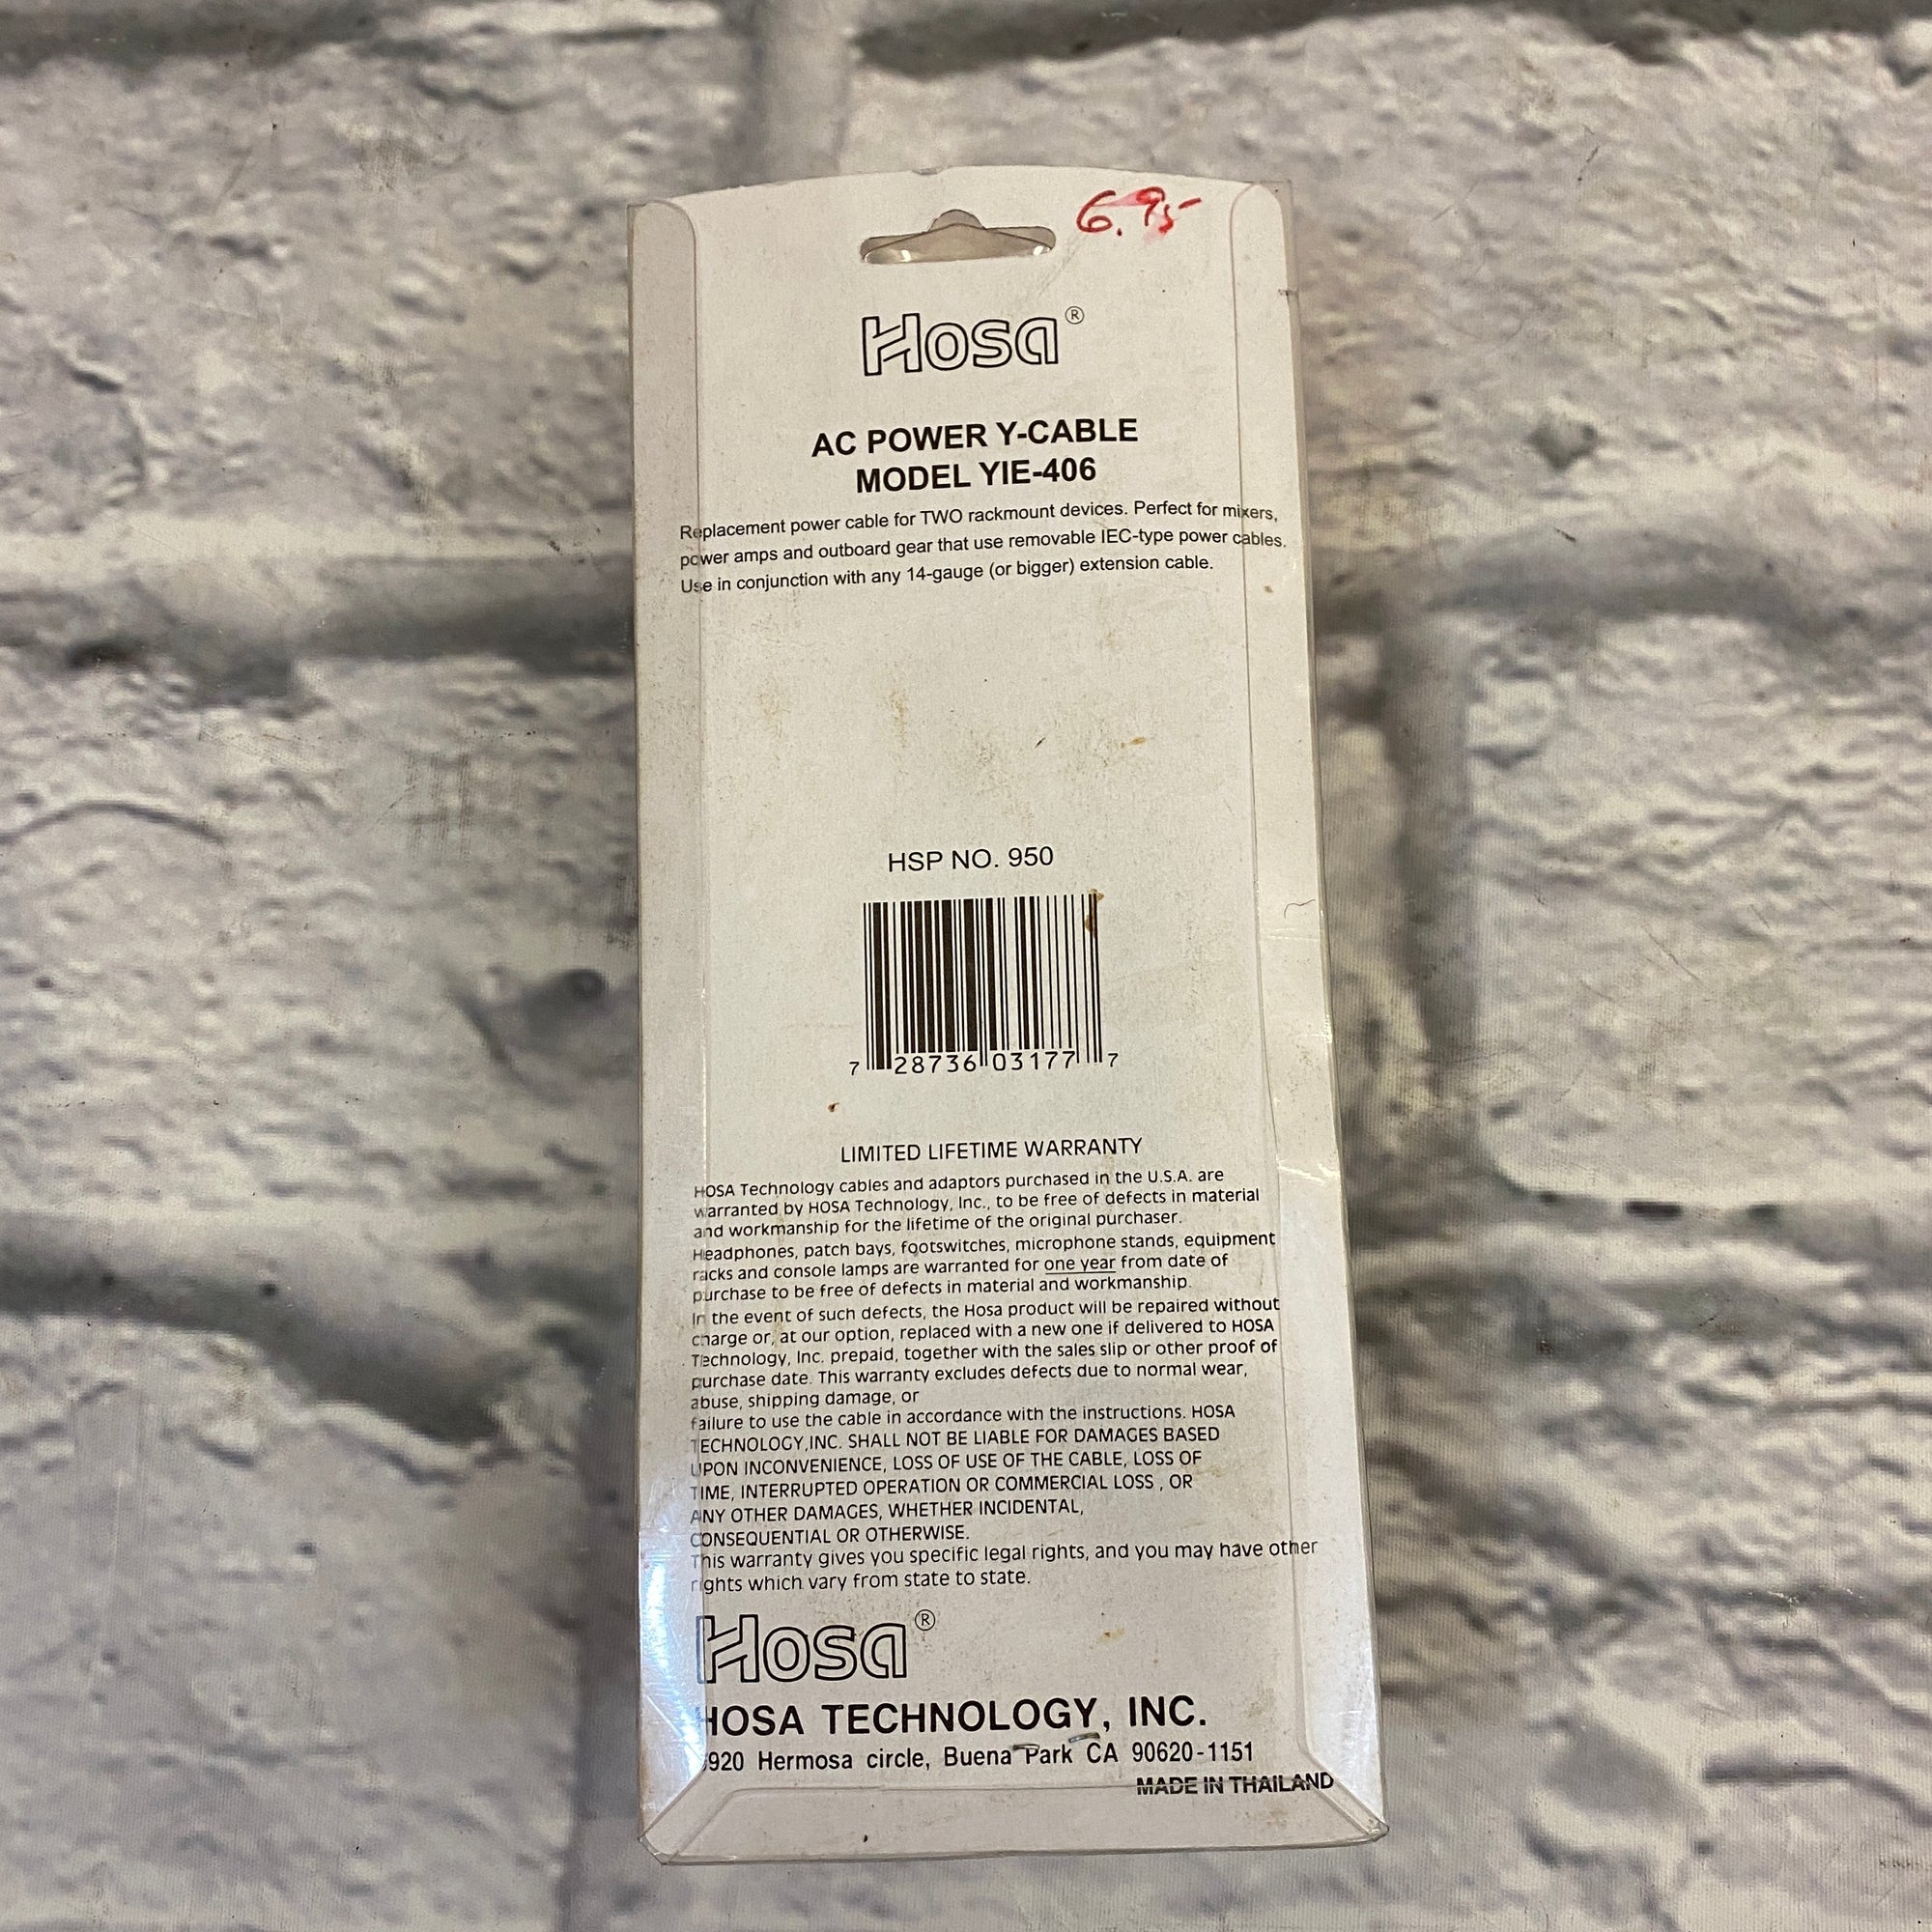 6.95-
Hosa®
AC POWER Y-CABLE
MODEL YIE-406
Replacement power cable for TWO rackmount devices. Perfect for mixers,
power amps and outboard gear that use removable IEC-type power cables.
Use in conjunction with any 14-gauge (or bigger) extension cable.
HSP NO. 950
7 28736 03177 7
LIMITED LIFETIME WARRANTY
HOSA Technology cables and adaptors purchased in the U.S.A. are
warranted by HOSA Technology, Inc., to be free of defects in material
and workmanship for the lifetime of the original purchaser.
Headphones, patch bays, footswitches, microphone stands, equipment
racks and console lamps are warranted for one year from date of
purchase to be free of defects in material and workmanship.
In the event of such defects, the Hosa product will be repaired without
charge or, at our option, replaced with a new one if delivered to HOSA
Technology, Inc. prepaid, together with the sales slip or other proof of
purchase date. This warranty excludes defects due to normal wear,
abuse, shipping damage, or
failure to use the cable in accordance with the instructions. HOSA
TECHNOLOGY,INC. SHALL NOT BE LIABLE FOR DAMAGES BASED
UPON INCONVENIENCE, LOSS OF USE OF THE CABLE, LOSS OF
TIME, INTERRUPTED OPERATION OR COMMERCIAL LOSS , OR
ANY OTHER DAMAGES, WHETHER INCIDENTAL,
CONSEQUENTIAL OR OTHERWISE.
This warranty gives you specific legal rights, and you may have other
rights which vary from state to state.
Hosa®
HOSA TECHNOLOGY, INC.
Hermosa circle, Buena Park CA 90620-1151
MADE IN THAILAND